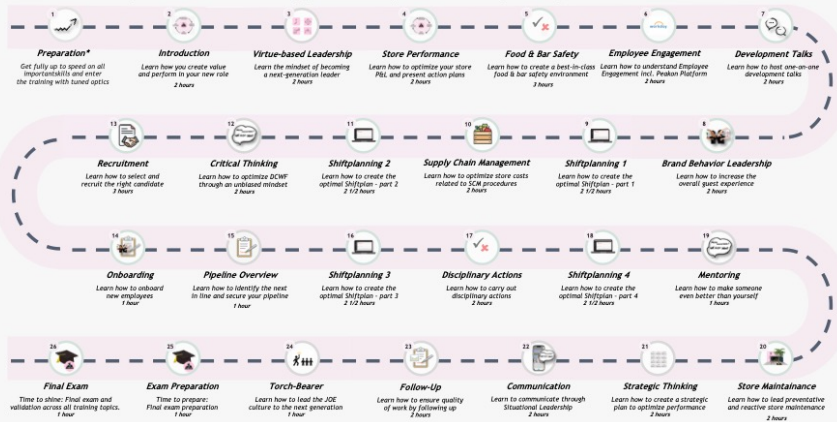 1
Preparation*
Get fully up to speed on all
importantskills and enter
the training with tuned optics
2
Introduction
Learn how you create value
and perform in your new role
2 hours
3
Virtue-based Leadership
Learn the mindset of becoming
a next-generation leader
2 hours
4
Store Performance
Learn how to optimize your store
P&L and present action plans
2 hours
5
Food & Bar Safety
Learn how to create a best-in-class
food & bar safety environment
3 hours
6
Employee Engagement
Learn how to understand Employee
Engagement incl. Peakon Platform
2 hours
7
Development Talks
Learn how to host one-on-one
development talks
2 hours
13
Recruitment
Learn how to select and
recruit the right candidate
3 hours
12
Critical Thinking
Learn how to optimize DCWF
through an unbiased mindset
2 hours
11
Shiftplanning 2
Learn how to create the
optimal Shiftplan - part 2
2 1/2 hours
10
Supply Chain Management
Learn how to optimize store costs
related to SCM procedures
2 hours
9
Shiftplanning 1
Learn how to create the
optimal Shiftplan - part 1
2 1/2 hours
8
Brand Behavior Leadership
Learn how to increase the
overall guest experience
2 hours
14
Onboarding
Learn how to onboard
new employees
1 hour
15
Pipeline Overview
Learn how to identify the next
in line and secure your pipeline
1 hour
16
Shiftplanning 3
Learn how to create the
optimal Shiftplan - part 3
2 1/2 hours
17
Disciplinary Actions
Learn how to carry out
disciplinary actions
2 hours
18
Shiftplanning 4
Learn how to create the
optimal Shiftplan - part 4
2 1/2 hours
19
Mentoring
Learn how to make someone
even better than yourself
1 hours
26
Final Exam
Time to shine: Final exam and
validation across all training topics.
1 hour
25
Exam Preparation
Time to prepare:
Final exam preparation
1 hour
24
Torch-Bearer
Learn how to lead the JOE
culture to the next generation
1 hour
23
Follow-Up
Learn how to ensure quality
of work by following up
2 hours
22
Communication
Learn how to communicate through
Situational Leadership
2 hours
21
Strategic Thinking
Learn how to create a strategic
plan to optimize performance
2 hours
20
Store Maintainance
Learn how to lead preventative
and reactive store maintenance
2 hours